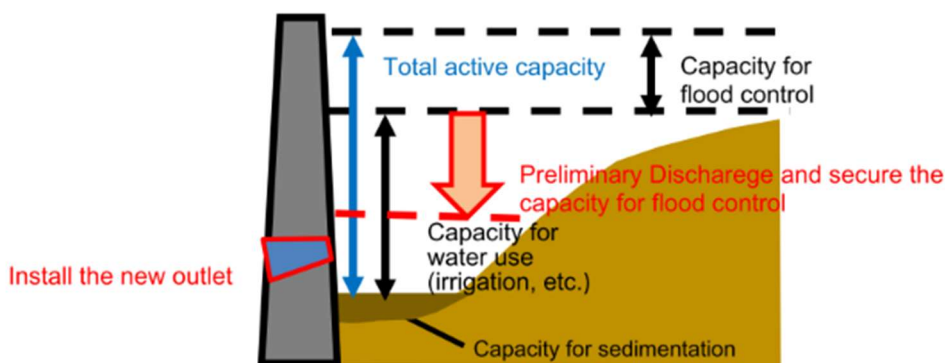 Total active capacity
Capacity for
flood control
Preliminary Discharege and secure the
capacity for flood control
Capacity for
water use
(irrigation, etc.)
Install the new outlet
Capacity for sedimentation